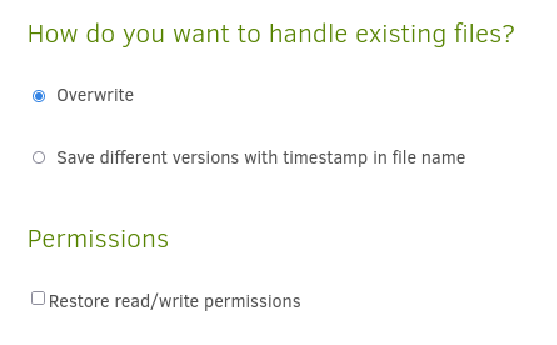 How do you want to handle existing files?
Overwrite
Save different versions with timestamp in file name
Permissions
Restore read/write permissions